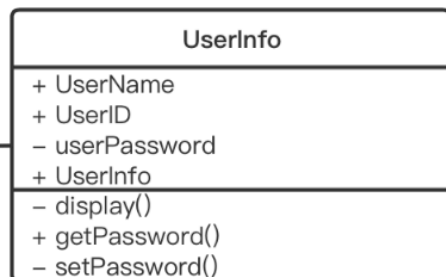 UserInfo
+ UserName
+ UserID
– userPassword
+ UserInfo
– display()
+ getPassword()
– setPassword()